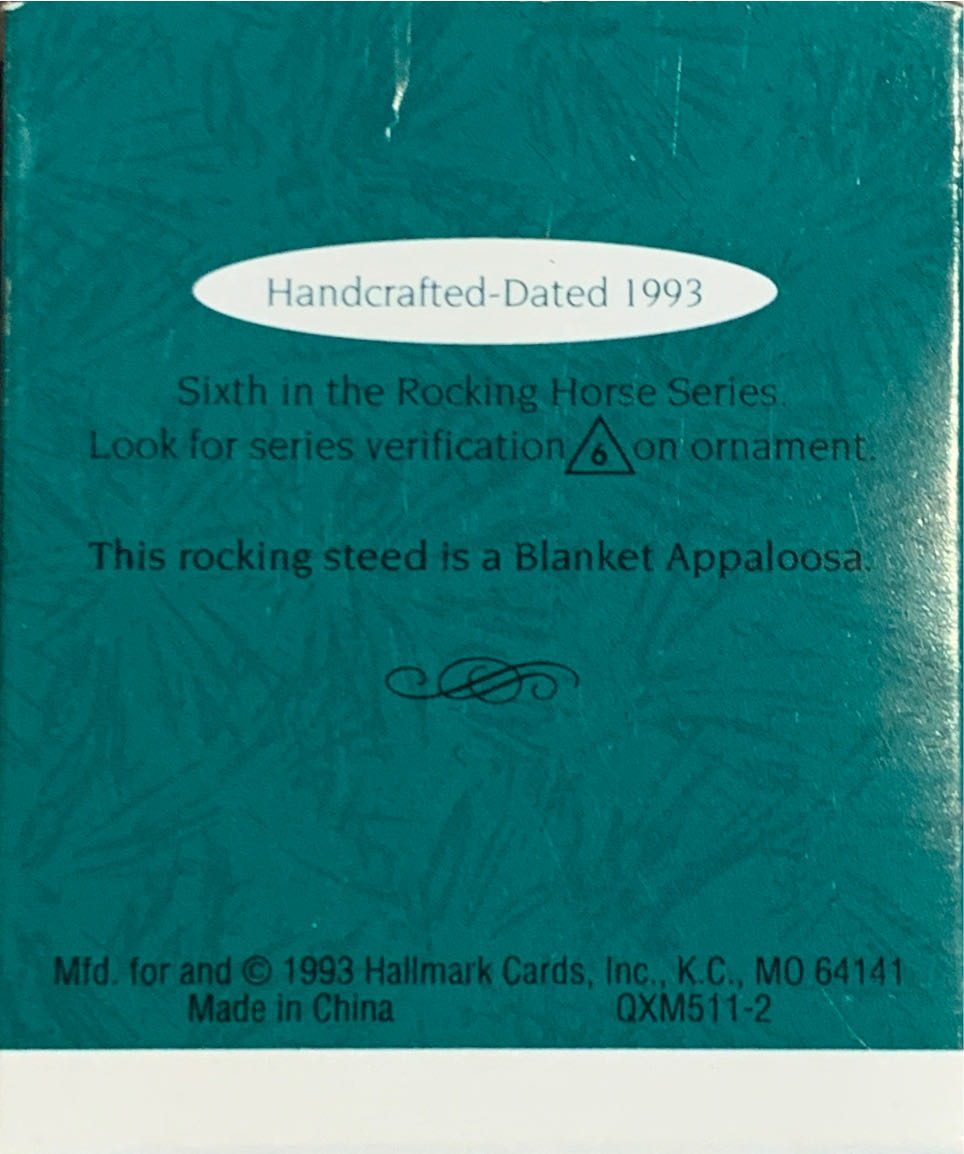 Handcrafted-Dated 1993
Sixth in the Rocking Horse Series.
Look for series verification 6 on ornament.
This rocking steed is a Blanket Appaloosa.
Mfd. for and © 1993 Hallmark Cards, Inc., K.C., MO 64141
Made in China QXM511-2